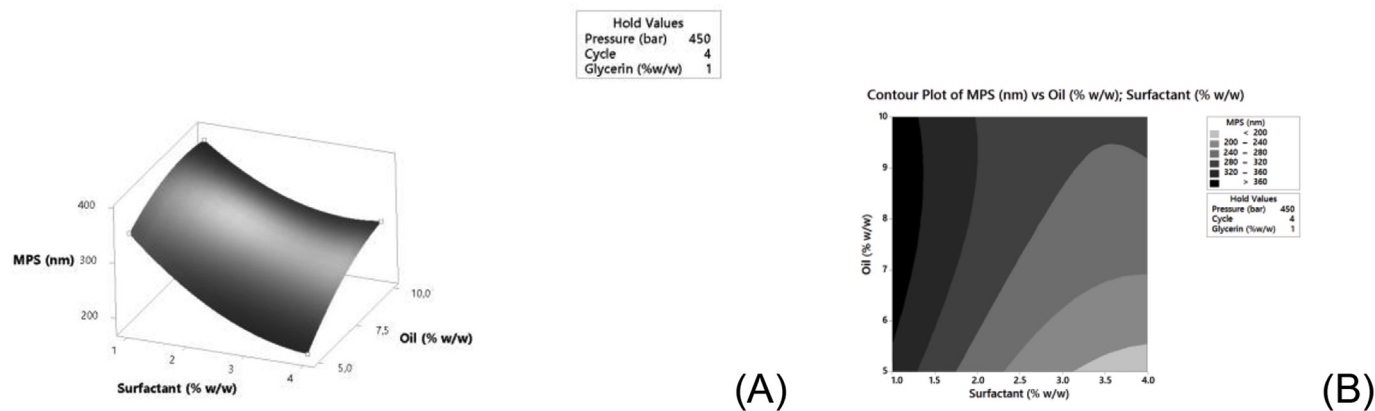 Hold Values
Pressure (bar) 450
Cycle 4
Glycerin (%w/w) 1
400
MPS (nm) 300
200
1
2
3
4
Surfactant (% w/w)
10,0
7,5
5,0
Oil (% w/w)
(A)
Contour Plot of MPS (nm) vs Oil (% w/w); Surfactant (% w/w)
10
9
8
7
6
5
Oil (% w/w)
1.0 1.5 2.0 2.5 3.0 3.5 4.0
Surfactant (% w/w)
MPS (nm)
< 200
200 – 240
240 – 280
280 – 320
320 – 360
> 360
Hold Values
Pressure (bar) 450
Cycle 4
Glycerin (%w/w) 1
(B)